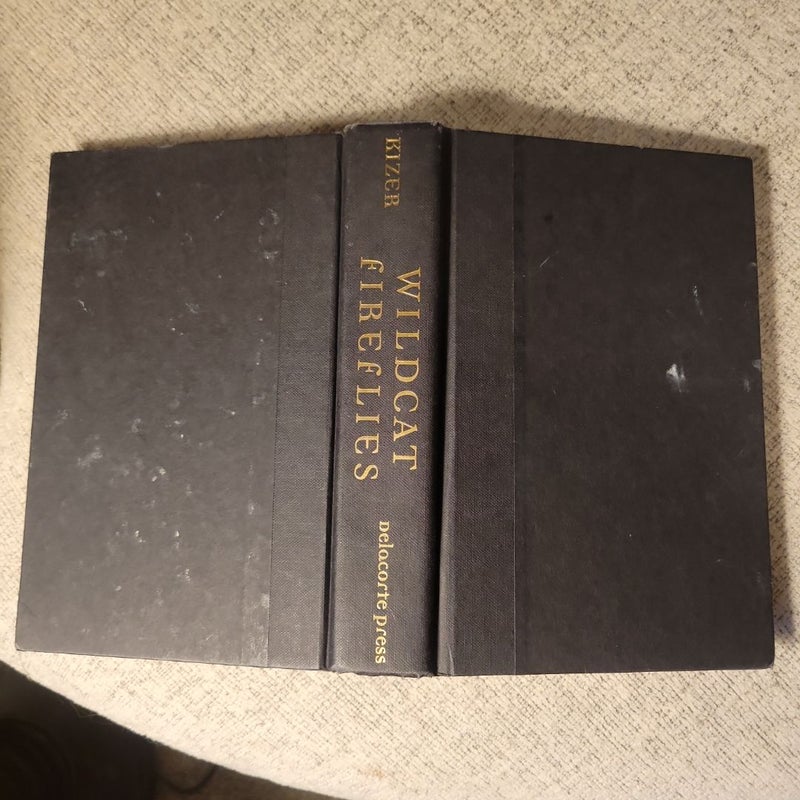 KIZER
WILDCAT
FIREFLIES
Delacorte press